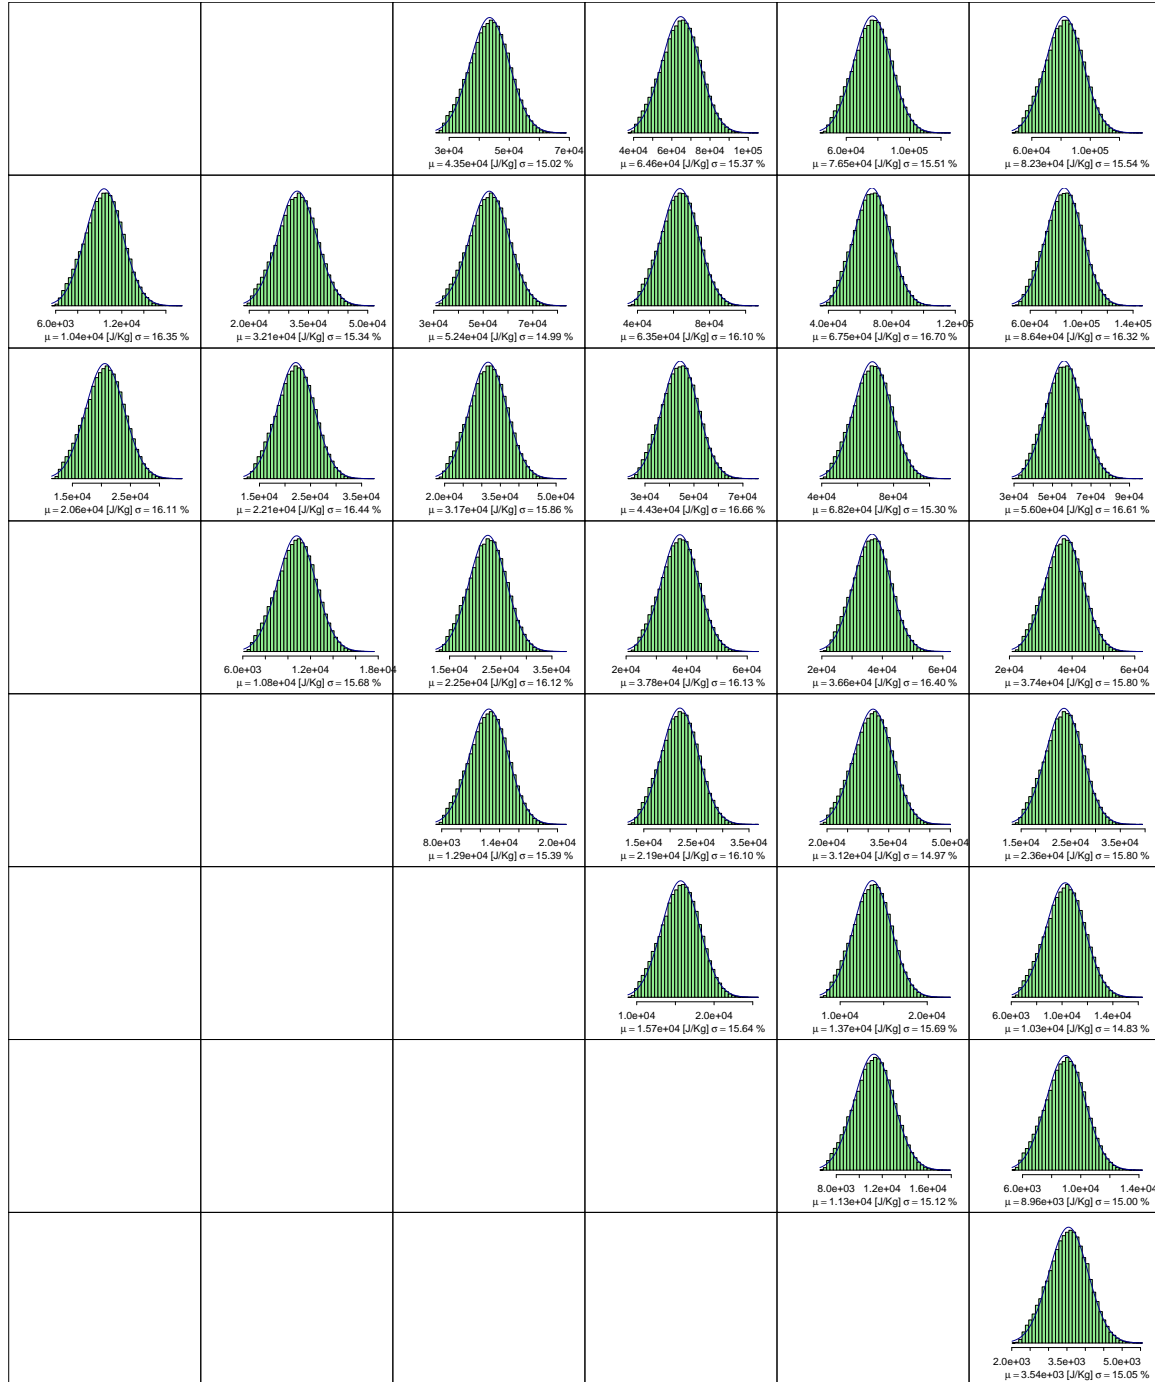 3e+04 5e+04 7e+04 4e+04 6e+04 8e+04 1e+05 6.0e+04 1.0e+05 6.0e+04 1.0e+05
μ = 4.35e+04 [J/Kg] σ = 15.02 % μ = 6.46e+04 [J/Kg] σ = 15.37 % μ = 7.65e+04 [J/Kg] σ = 15.51 % μ = 8.23e+04 [J/Kg] σ = 15.54 %
6.0e+03 1.2e+04 2.0e+04 3.5e+04 5.0e+04 3e+04 5e+04 7e+04 4e+04 8e+04 4.0e+04 8.0e+04 1.2e+05 6.0e+04 1.0e+05 1.4e+05
μ = 1.04e+04 [J/Kg] σ = 16.35 % μ = 3.21e+04 [J/Kg] σ = 15.34 % μ = 5.24e+04 [J/Kg] σ = 14.99 % μ = 6.35e+04 [J/Kg] σ = 16.10 % μ = 6.75e+04 [J/Kg] σ = 16.70 % μ = 8.64e+04 [J/Kg] σ = 16.32 %
1.5e+04 2.5e+04 1.5e+04 2.5e+04 3.5e+04 2.0e+04 3.5e+04 5.0e+04 3e+04 5e+04 7e+04 4e+04 8e+04 3e+04 5e+04 7e+04 9e+04
μ = 2.06e+04 [J/Kg] σ = 16.11 % μ = 2.21e+04 [J/Kg] σ = 16.44 % μ = 3.17e+04 [J/Kg] σ = 15.86 % μ = 4.43e+04 [J/Kg] σ = 16.66 % μ = 6.82e+04 [J/Kg] σ = 15.30 % μ = 5.60e+04 [J/Kg] σ = 16.61 %
6.0e+03 1.2e+04 1.8e+04 1.5e+04 2.5e+04 3.5e+04 2e+04 4e+04 6e+04 2e+04 4e+04 6e+04 2e+04 4e+04 6e+04
μ = 1.08e+04 [J/Kg] σ = 15.68 % μ = 2.25e+04 [J/Kg] σ = 16.12 % μ = 3.78e+04 [J/Kg] σ = 16.13 % μ = 3.66e+04 [J/Kg] σ = 16.40 % μ = 3.74e+04 [J/Kg] σ = 15.80 %
8.0e+03 1.4e+04 2.0e+04 1.5e+04 2.5e+04 3.5e+04 2.0e+04 3.5e+04 5.0e+04 1.5e+04 2.5e+04 3.5e+04
μ = 1.29e+04 [J/Kg] σ = 15.39 % μ = 2.19e+04 [J/Kg] σ = 16.10 % μ = 3.12e+04 [J/Kg] σ = 14.97 % μ = 2.36e+04 [J/Kg] σ = 15.80 %
1.0e+04 2.0e+04 1.0e+04 2.0e+04 6.0e+03 1.0e+04 1.4e+04
μ = 1.57e+04 [J/Kg] σ = 15.64 % μ = 1.37e+04 [J/Kg] σ = 15.69 % μ = 1.03e+04 [J/Kg] σ = 14.83 %
8.0e+03 1.2e+04 1.6e+04 6.0e+03 1.0e+04 1.4e+04
μ = 1.13e+04 [J/Kg] σ = 15.12 % μ = 8.96e+03 [J/Kg] σ = 15.00 %
2.0e+03 3.5e+03 5.0e+03
μ = 3.54e+03 [J/Kg] σ = 15.05 %